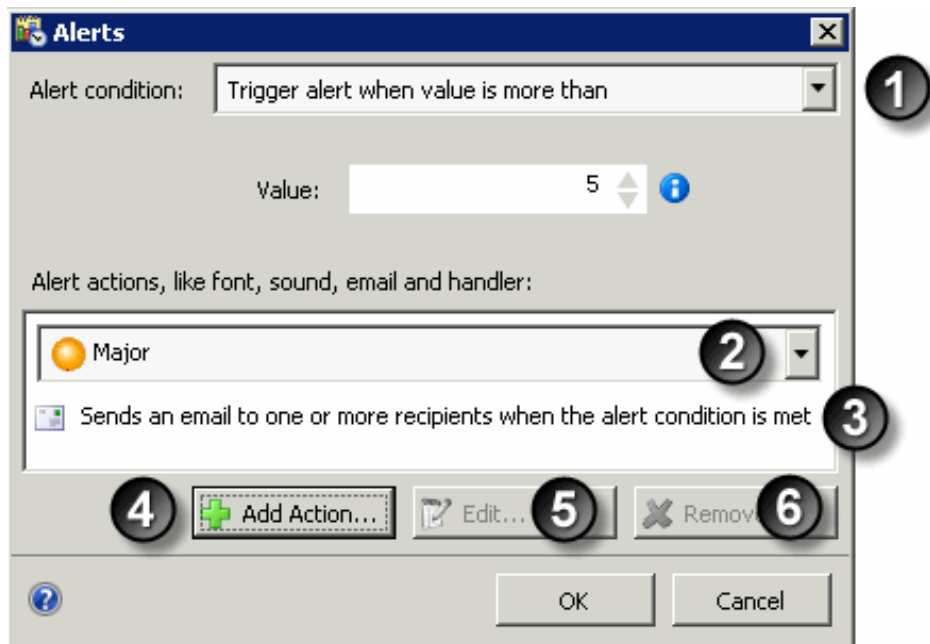 Alerts
Alert condition: Trigger alert when value is more than
1
Value: 5
Alert actions, like font, sound, email and handler:
Major 2
Sends an email to one or more recipients when the alert condition is met 3
4 Add Action... Edit... 5 Remove 6
OK Cancel